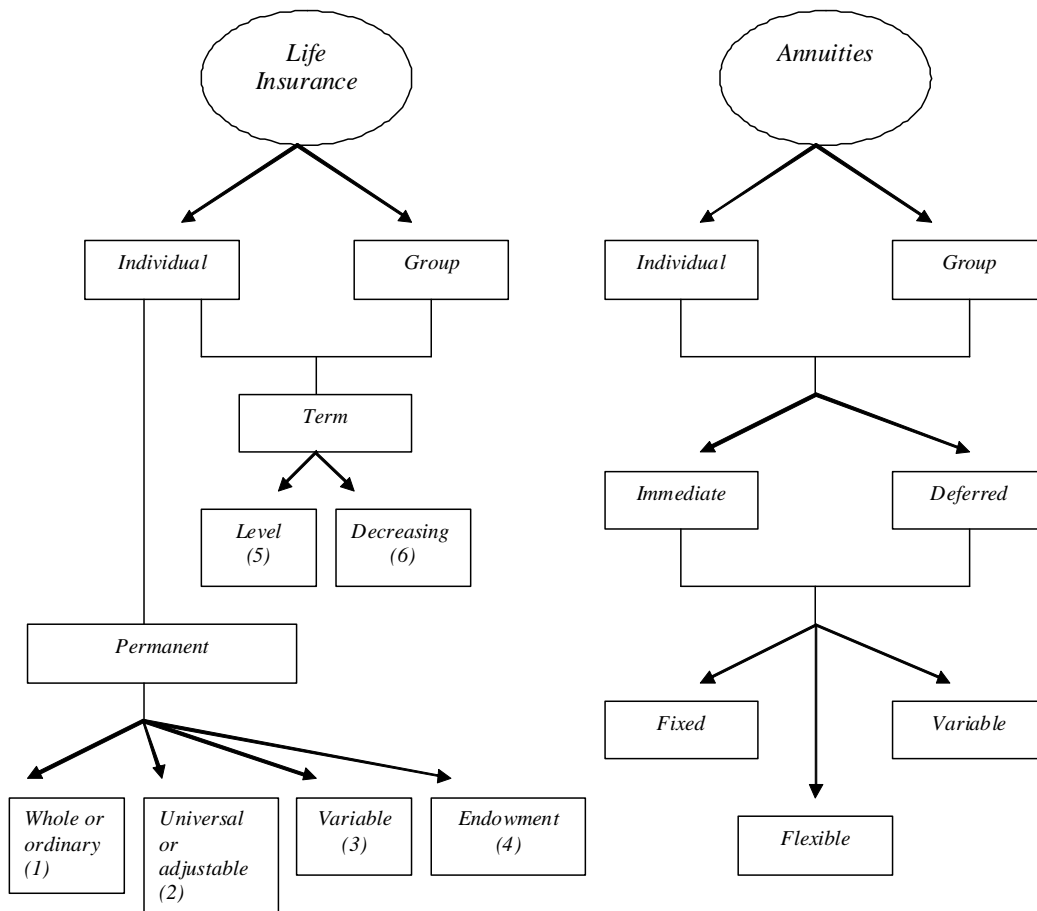 Life
Insurance
Annuities
Individual
Group
Individual
Group
Term
Immediate
Deferred
Level
(5)
Decreasing
(6)
Permanent
Fixed
Variable
Whole or
ordinary
(1)
Universal
or
adjustable
(2)
Variable
(3)
Endowment
(4)
Flexible